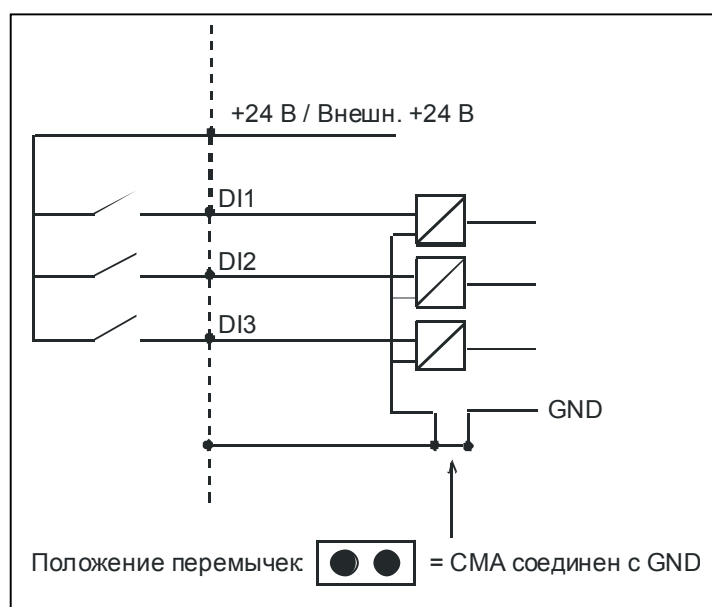 +24 В / Внешн. +24 В
DI1
DI2
DI3
GND
Положение перемычек: = CMA соединен с GND